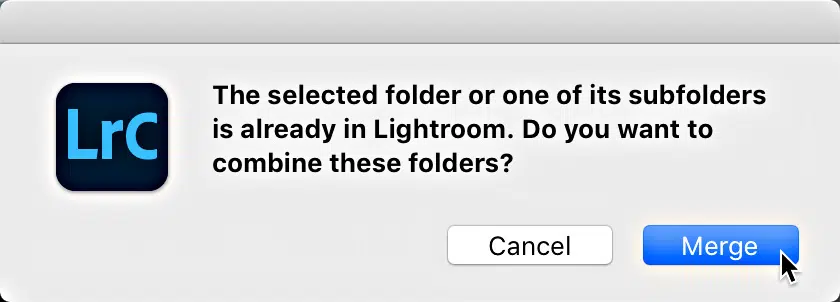 LrC
The selected folder or one of its subfolders
is already in Lightroom. Do you want to
combine these folders?
Cancel
Merge